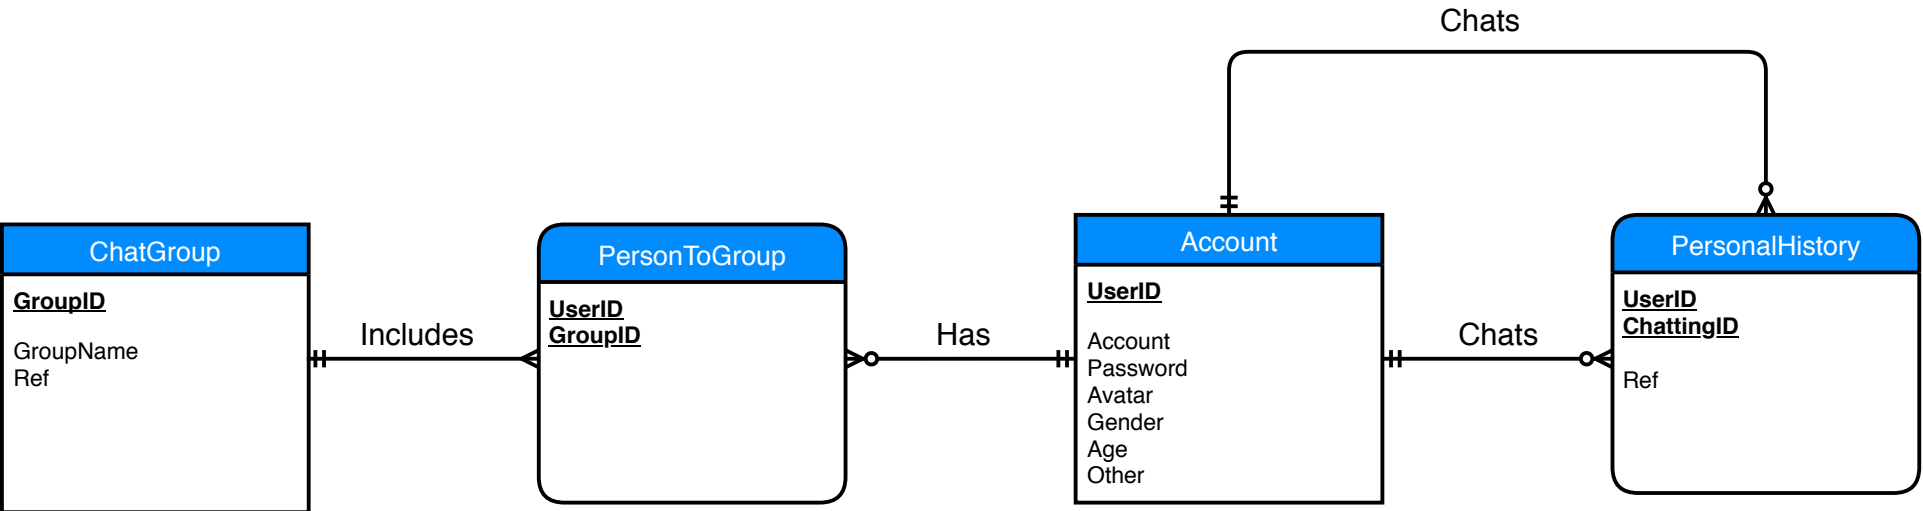 Chats
ChatGroup
GroupID
GroupName
Ref
Includes
PersonToGroup
UserID
GroupID
Has
Account
UserID
Account
Password
Avatar
Gender
Age
Other
Chats
PersonalHistory
UserID
ChattingID
Ref